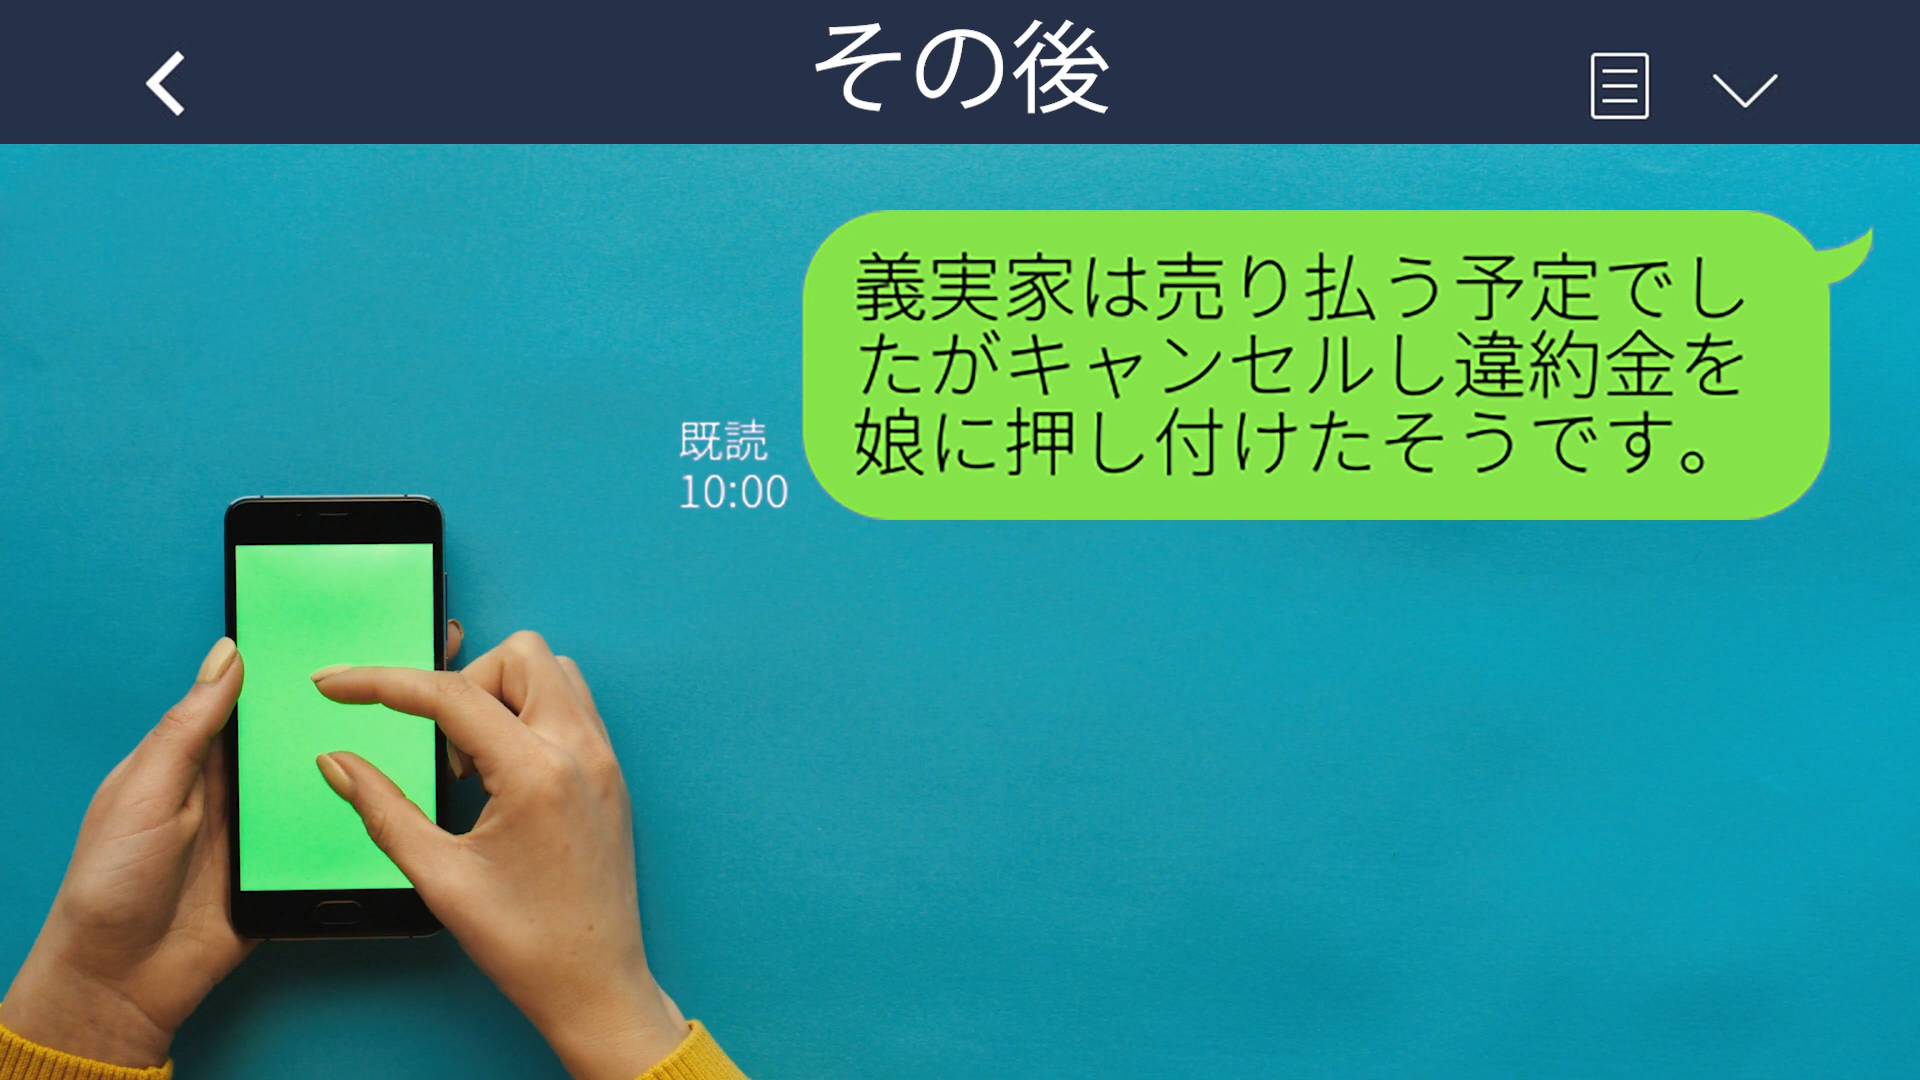 その後
義実家は売り払う予定でし
たがキャンセルし違約金を
娘に押し付けたそうです。
既読
10:00